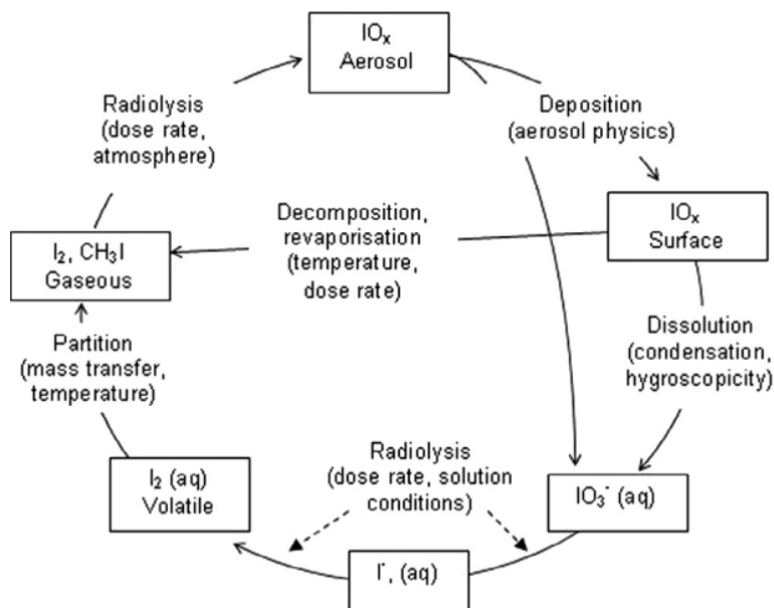 IOₓ
Aerosol
Radiolysis
(dose rate,
atmosphere)
Deposition
(aerosol physics)
Decomposition,
revaporisation
(temperature,
dose rate)
IOₓ
Surface
I₂, CH₃I
Gaseous
Partition
(mass transfer,
temperature)
Dissolution
(condensation,
hygroscopicity)
Radiolysis
(dose rate, solution
conditions)
I₂ (aq)
Volatile
IO₃⁻ (aq)
I⁻, (aq)